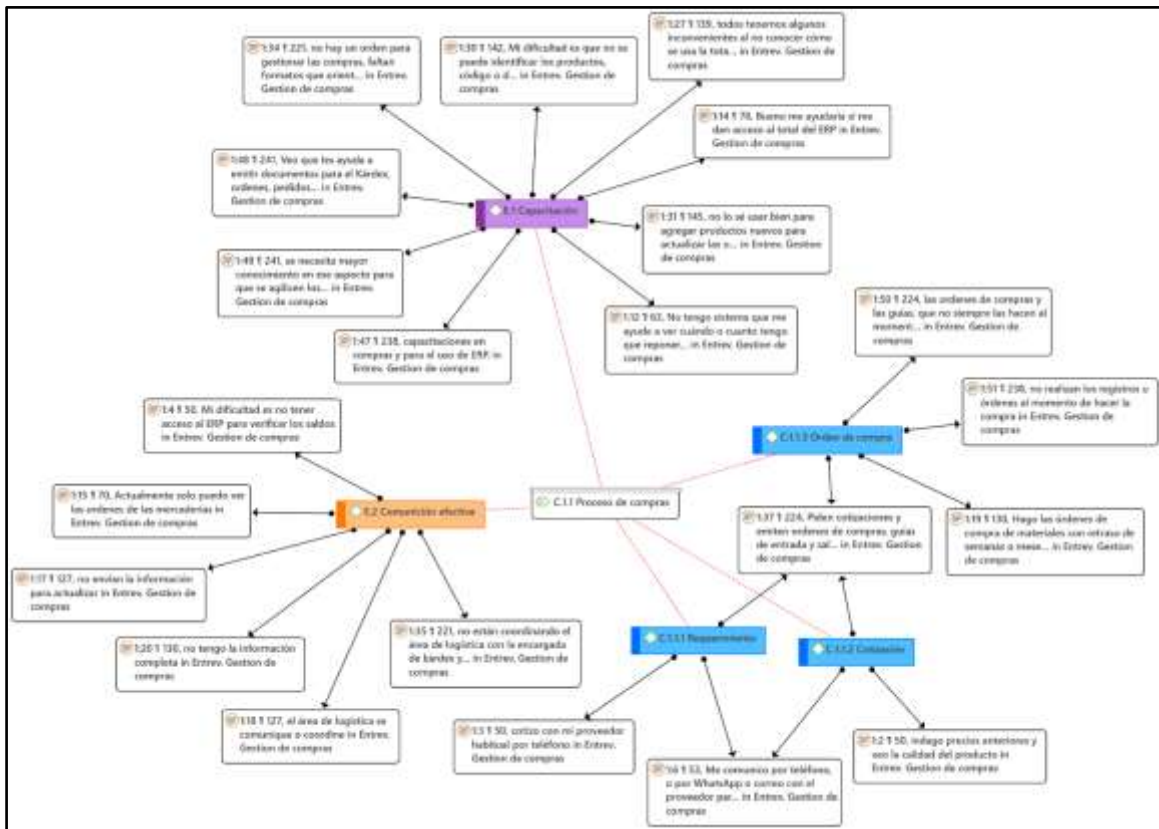 1:27 ¶ 139, todos tenemos algunos
inconvenientes al no conocer cómo
se usa la tota... in Entrev. Gestion de
compras
1:34 ¶ 225, no hay un orden para
gestionar las compras, faltan
formatos que orient... in Entrev.
Gestion de compras
1:30 ¶ 142, Mi dificultad es que no se
puede identificar los productos,
código o d... in Entrev. Gestion de
compras
1:14 ¶ 70, Bueno me ayudaría si me
dan acceso al total del ERP in Entrev.
Gestion de compras
1:48 ¶ 241, Veo que les ayuda a
emitir documentos para el Kárdex,
ordenes, pedidos... in Entrev.
Gestion de compras
E.1 Capacitación
1:31 ¶ 145, no lo sé usar bien para
agregar productos nuevos para
actualizar las o... in Entrev. Gestion
de compras
1:49 ¶ 241, se necesita mayor
conocimiento en ese aspecto para
que se agilicen los... in Entrev.
Gestion de compras
1:12 ¶ 63, No tengo sistema que me
ayude a ver cuándo o cuanto tengo
que reponer... in Entrev. Gestion de
compras
1:50 ¶ 224, las ordenes de compras y
las guías, que no siempre las hacen al
moment... in Entrev. Gestion de
compras
1:47 ¶ 238, capacitaciones en
compras y para el uso de ERP. in
Entrev. Gestion de compras
1:4 ¶ 50, Mi dificultad es no tener
acceso al ERP para verificar los saldos
in Entrev. Gestion de compras
1:51 ¶ 238, no realizan los registros u
órdenes al momento de hacer la
compra in Entrev. Gestion de
compras
C.1.1.3 Orden de compra
1:15 ¶ 70, Actualmente solo puedo ver
las ordenes de las mercaderías in
Entrev. Gestion de compras
E.2 Competición efectiva
C.1.1 Proceso de compras
1:37 ¶ 224, Piden cotizaciones y
emiten ordenes de compras, guías
de entrada y sal... in Entrev. Gestion
de compras
1:19 ¶ 130, Hago las órdenes de
compra de materiales con retraso de
semanas o mese... in Entrev. Gestion
de compras
1:17 ¶ 127, no envían la información
para actualizar in Entrev. Gestion de
compras
1:20 ¶ 130, no tengo la información
completa in Entrev. Gestion de
compras
1:35 ¶ 221, no están coordinando el
área de logística con la encargada
de kárdex y... in Entrev. Gestion de
compras
C.1.1.1 Requerimiento
C.1.1.2 Cotización
1:18 ¶ 127, el área de logística se
comunique o coordine in Entrev.
Gestion de compras
1:3 ¶ 50, cotizo con mi proveedor
habitual por teléfono in Entrev.
Gestion de compras
1:2 ¶ 50, indago precios anteriores y
veo la calidad del producto in
Entrev. Gestion de compras
1:6 ¶ 53, Me comunico por teléfono,
o por WhatsApp o correo con el
proveedor par... in Entrev. Gestion de
compras